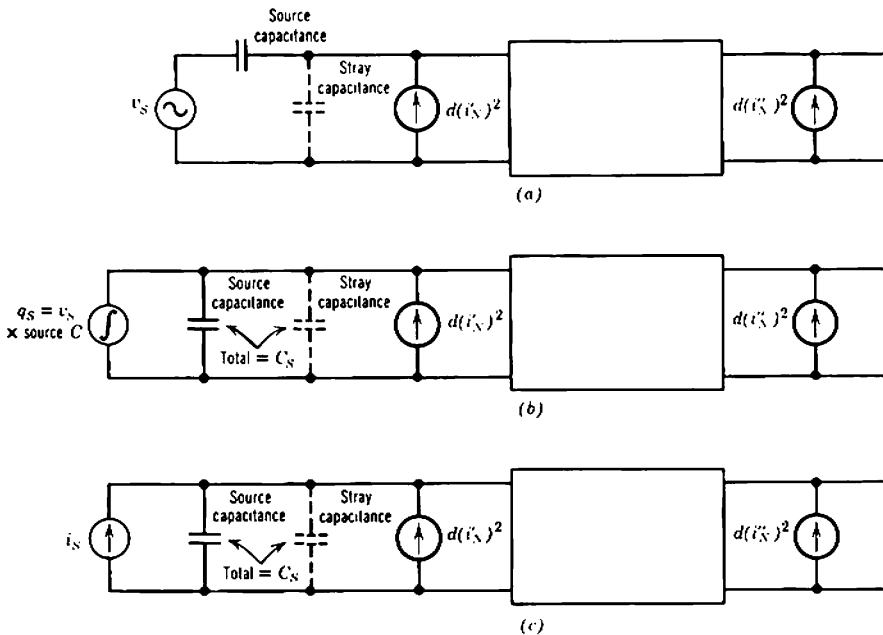 Source
capacitance
Stray
capacitance
v_S
d(i'_N)^2
d(i''_N)^2
(a)
q_S = v_S
× source C
∫
Source
capacitance
Stray
capacitance
Total = C_S
d(i'_N)^2
d(i''_N)^2
(b)
i_S
Source
capacitance
Stray
capacitance
Total = C_S
d(i'_N)^2
d(i''_N)^2
(c)